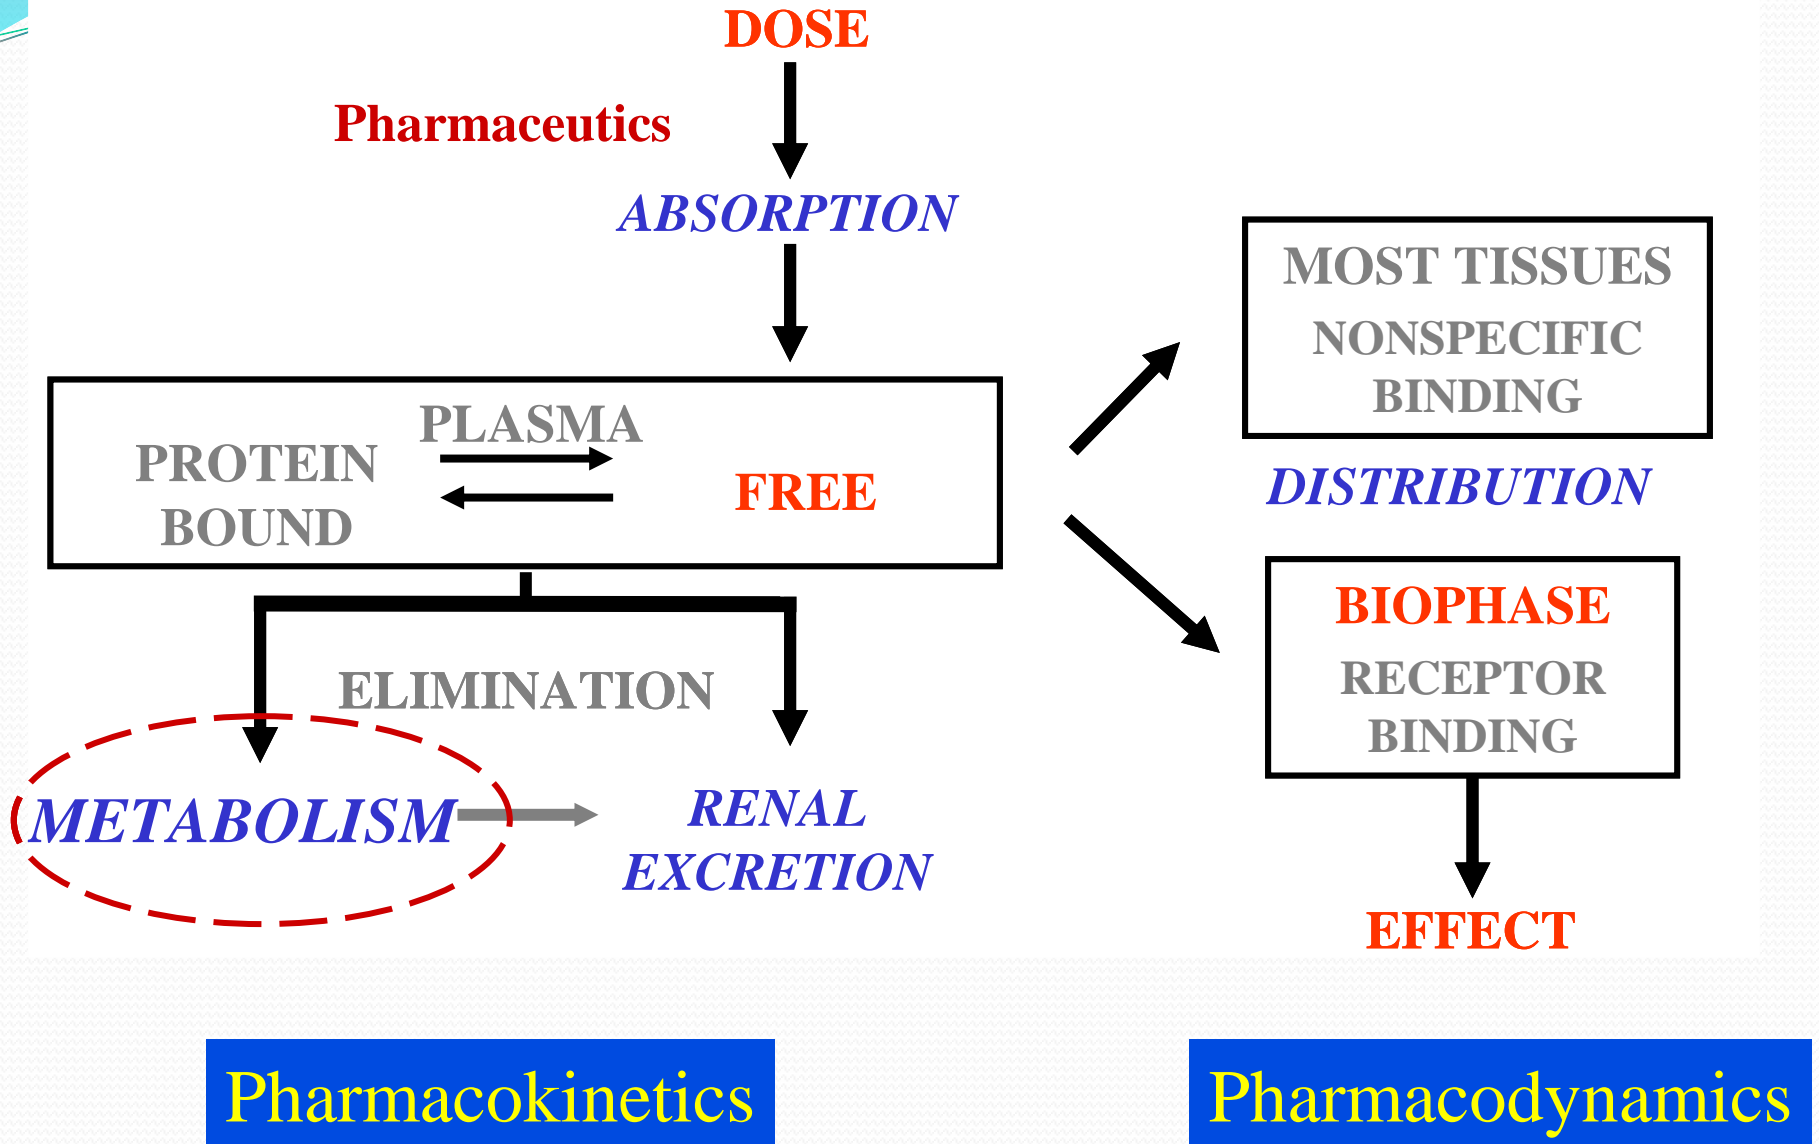 DOSE
Pharmaceutics
ABSORPTION
MOST TISSUES
NONSPECIFIC
BINDING
PLASMA
PROTEIN
BOUND
FREE
DISTRIBUTION
BIOPHASE
RECEPTOR
BINDING
ELIMINATION
METABOLISM
RENAL
EXCRETION
EFFECT
Pharmacokinetics
Pharmacodynamics